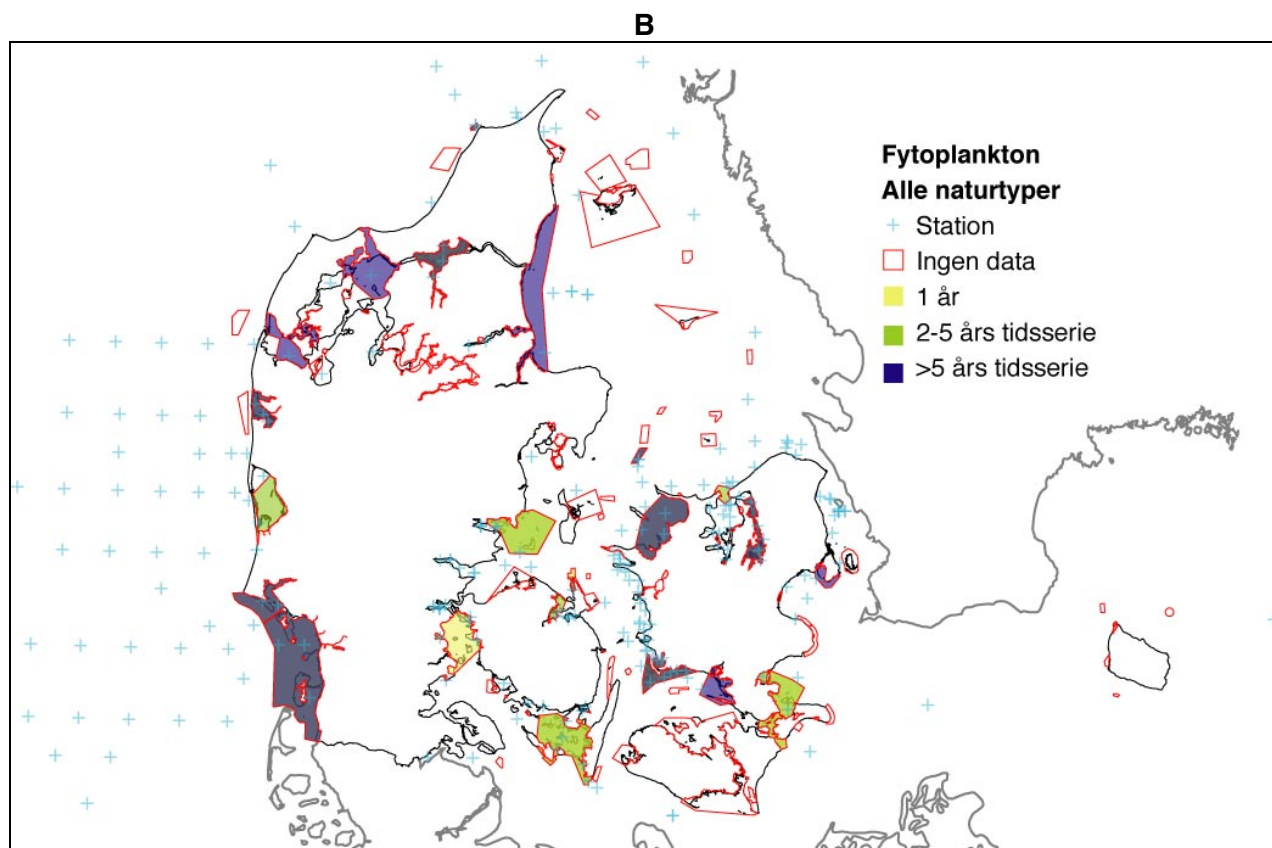 B
Fytoplankton
Alle naturtyper
Station
Ingen data
1 år
2-5 års tidsserie
>5 års tidsserie